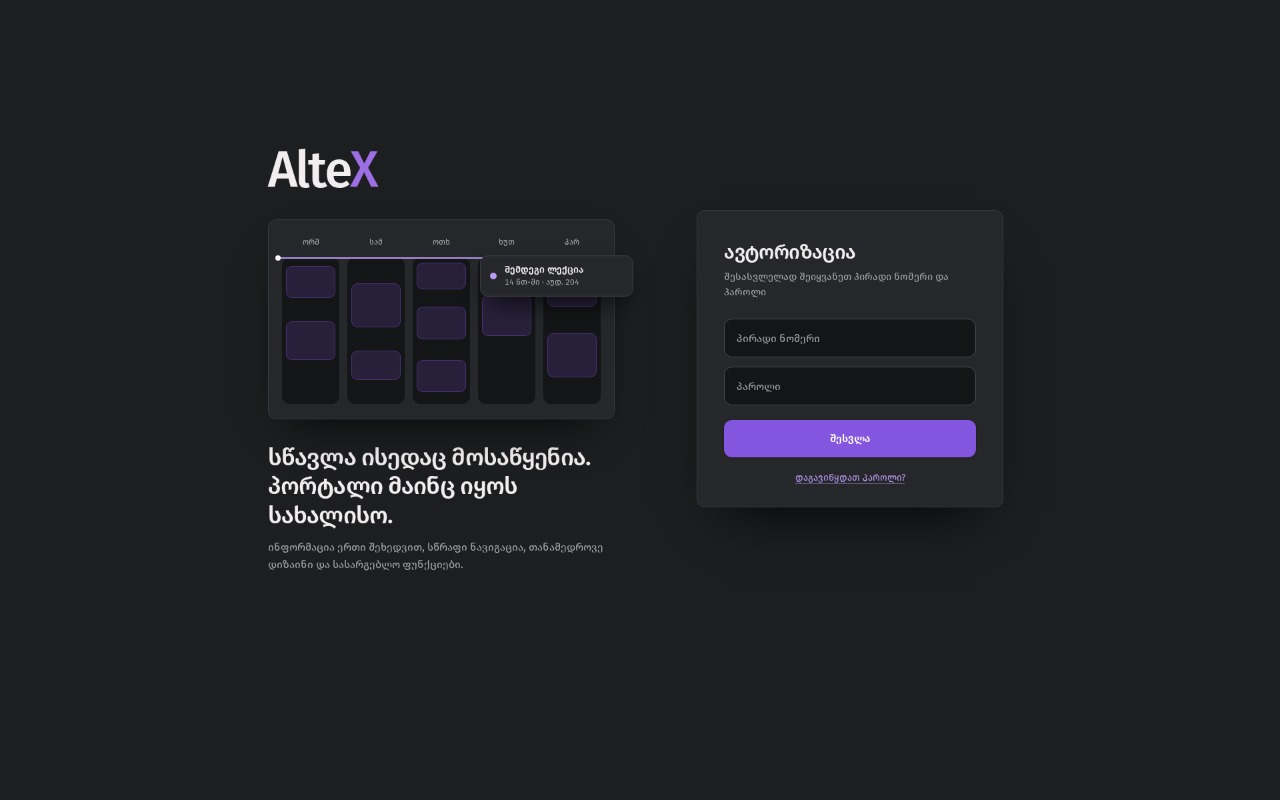 AlteX
ორშ სამ ოთხ ხუთ პარ
შემდეგი ლექცია
14 წთ-ში · აუდ. 204
სწავლა ისედაც მოსაწყენია.
პორტალი მაინც იყოს
სახალისო.
ინფორმაცია ერთი შეხედვით, სწრაფი ნავიგაცია, თანამედროვე
დიზაინი და სასარგებლო ფუნქციები.
ავტორიზაცია
შესასვლელად შეიყვანეთ პირადი ნომერი და
პაროლი
პირადი ნომერი
პაროლი
შესვლა
დაგავიწყდათ პაროლი?